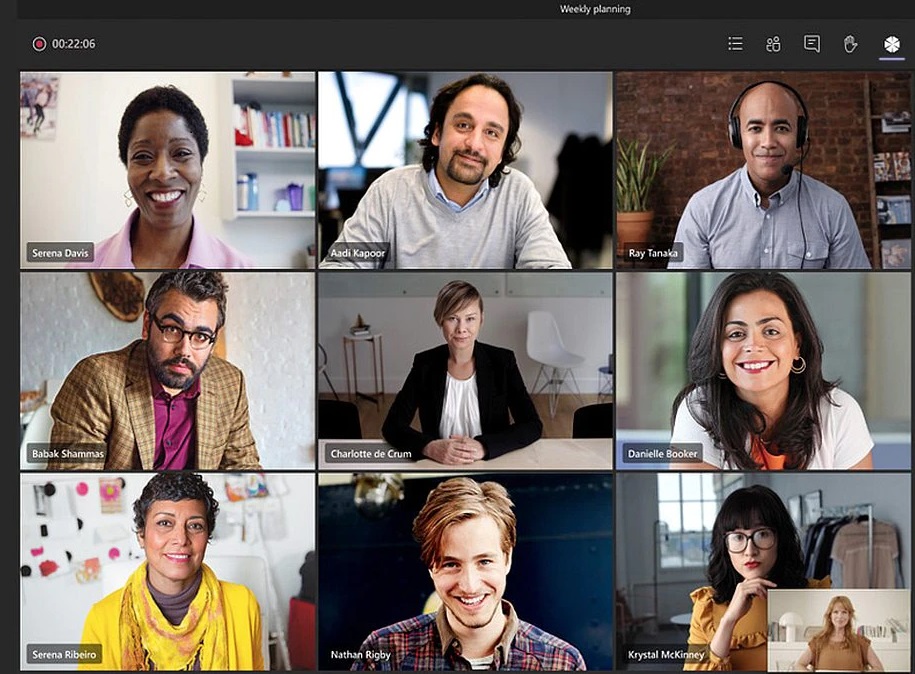 Weekly planning
00:22:06
Serena Davis
Aadi Kapoor
Ray Tanaka
Babak Shammas
Charlotte de Crum
Danielle Booker
Serena Ribeiro
Nathan Rigby
Krystal McKinney